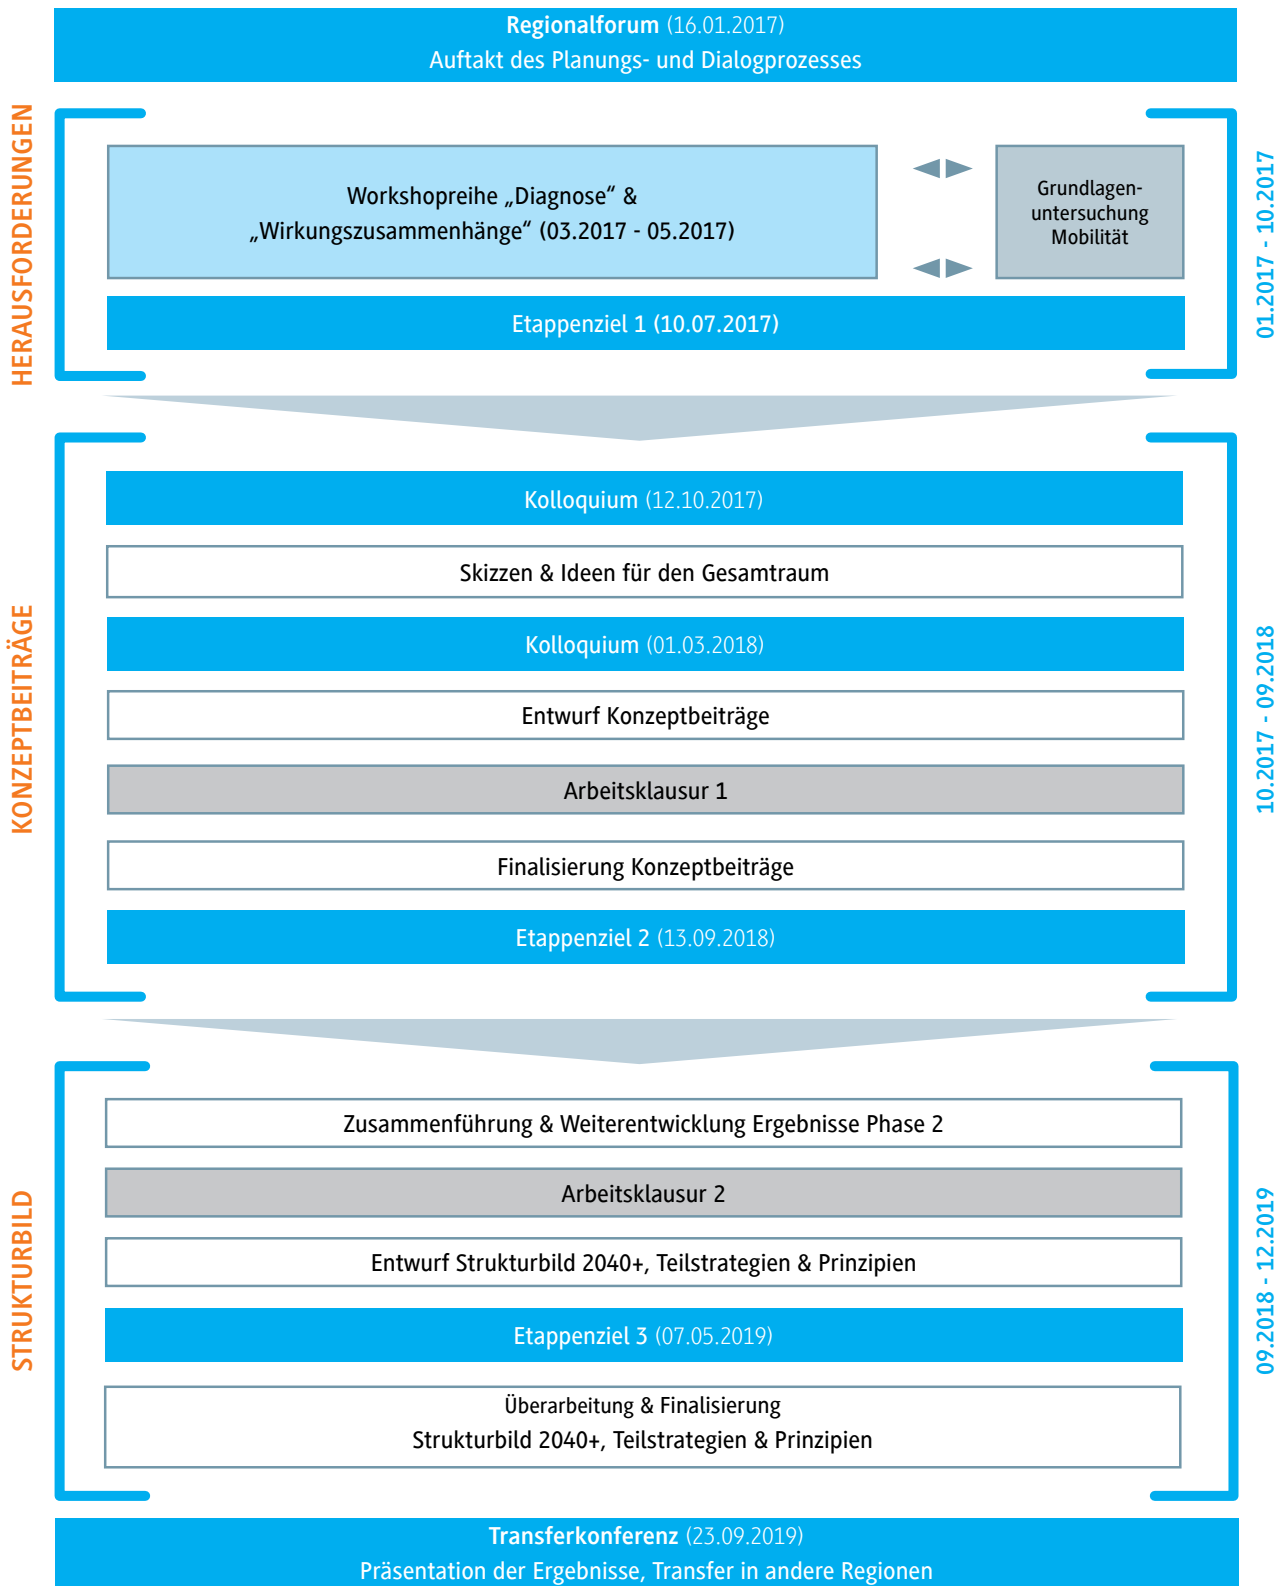 Regionalforum (16.01.2017)
Auftakt des Planungs- und Dialogprozesses
HERAUSFORDERUNGEN
Workshopreihe „Diagnose“ &
„Wirkungszusammenhänge“ (03.2017 - 05.2017)
Grundlagen-
untersuchung
Mobilität
Etappenziel 1 (10.07.2017)
01.2017 - 10.2017
KONZEPTBEITRÄGE
Kolloquium (12.10.2017)
Skizzen & Ideen für den Gesamtraum
Kolloquium (01.03.2018)
Entwurf Konzeptbeiträge
Arbeitsklausur 1
Finalisierung Konzeptbeiträge
Etappenziel 2 (13.09.2018)
10.2017 - 09.2018
STRUKTURBILD
Zusammenführung & Weiterentwicklung Ergebnisse Phase 2
Arbeitsklausur 2
Entwurf Strukturbild 2040+, Teilstrategien & Prinzipien
Etappenziel 3 (07.05.2019)
Überarbeitung & Finalisierung
Strukturbild 2040+, Teilstrategien & Prinzipien
09.2018 - 12.2019
Transferkonferenz (23.09.2019)
Präsentation der Ergebnisse, Transfer in andere Regionen